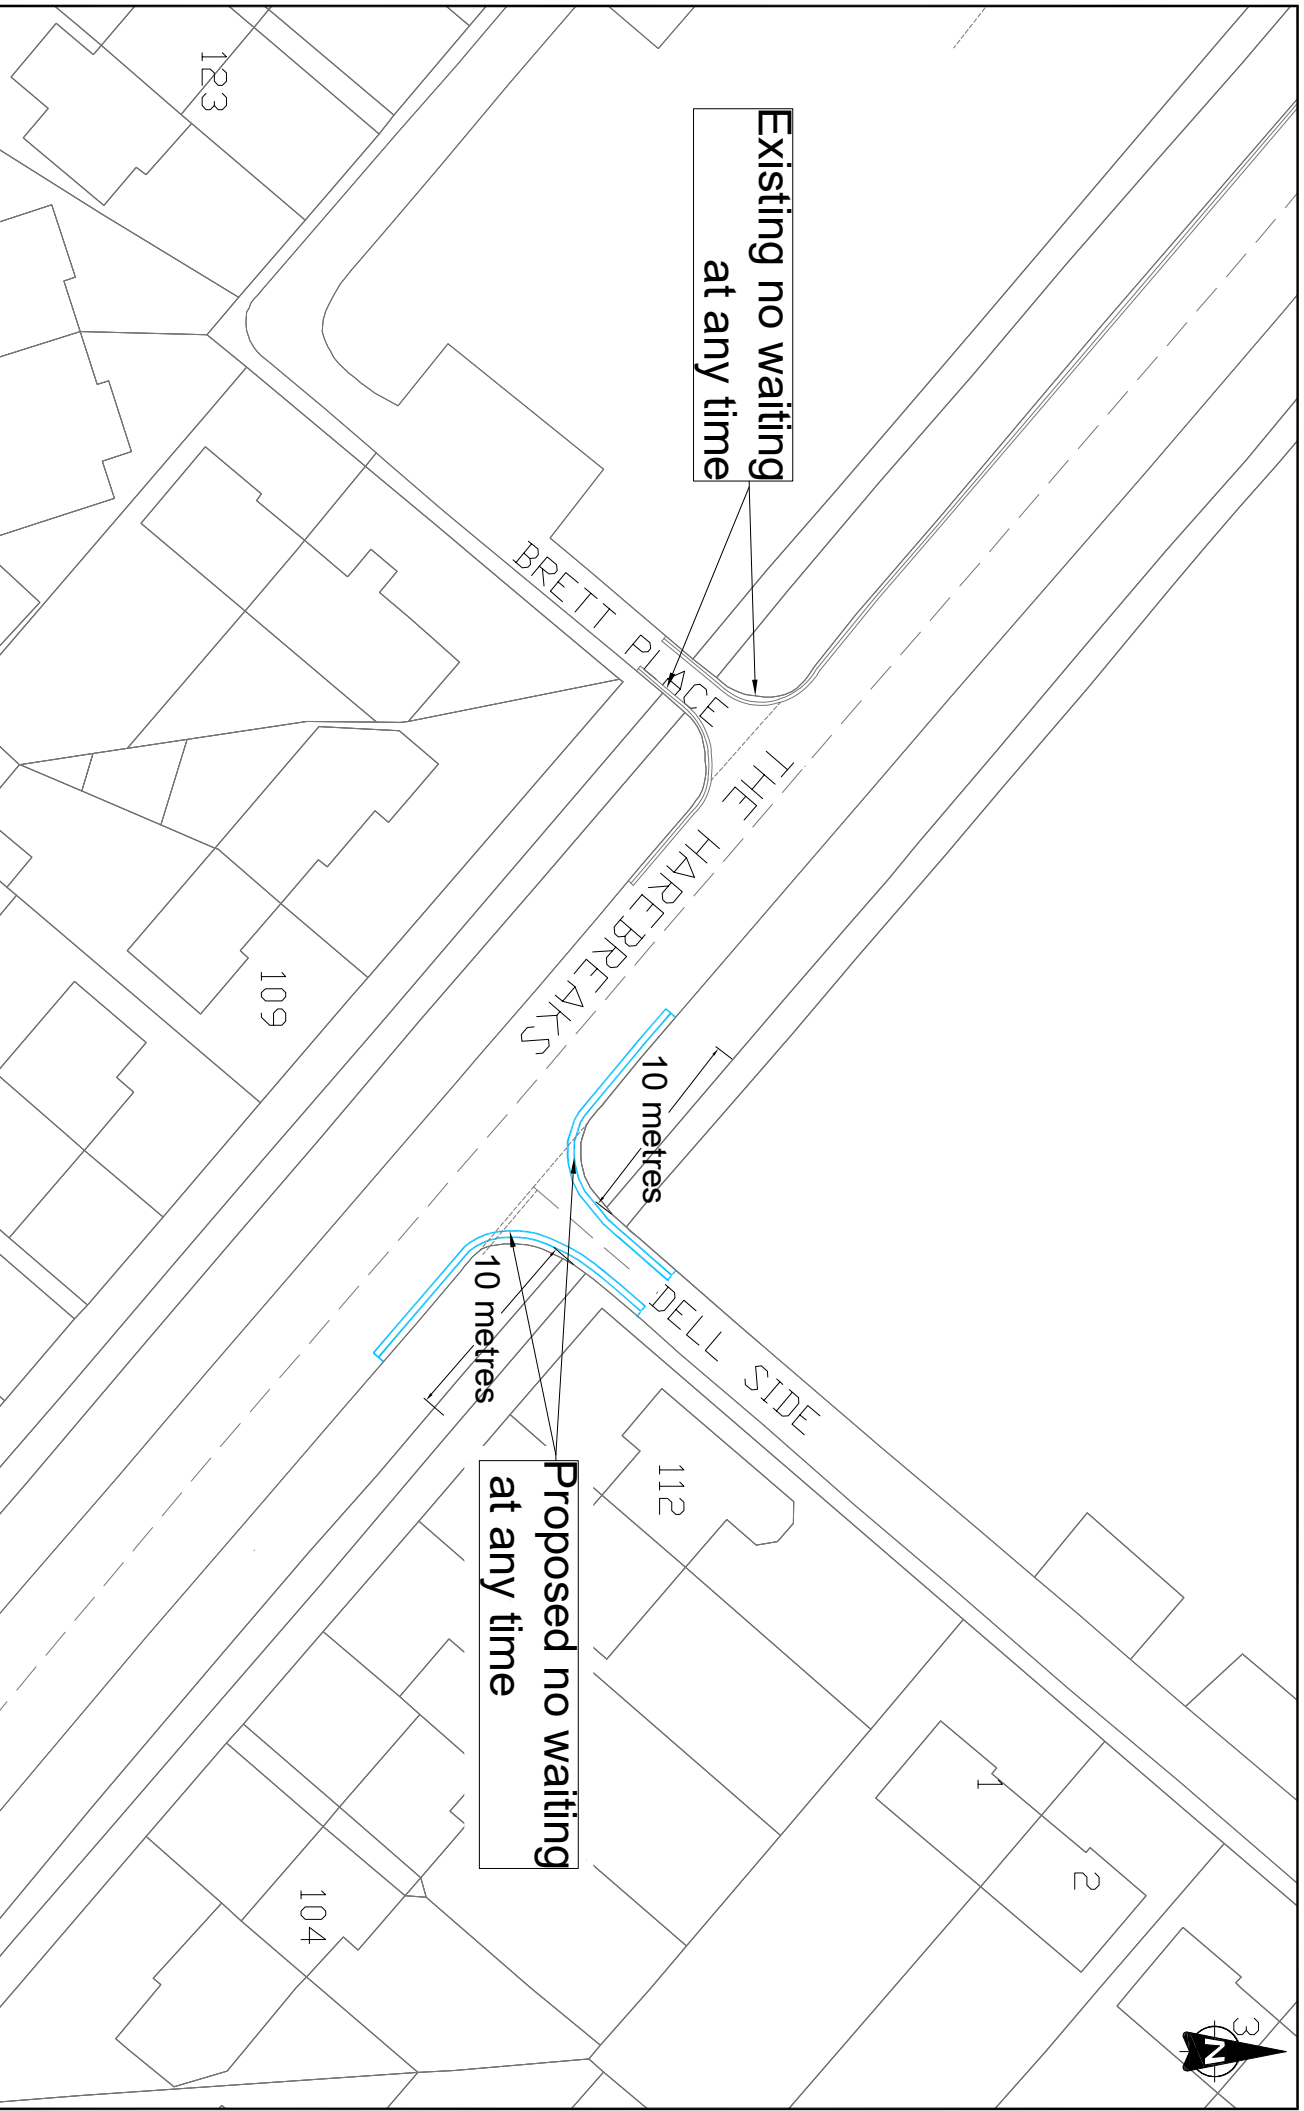 123
Existing no waiting
at any time
BRETT PLACE
THE HAREBREAKS
109
10 metres
10 metres
DELL SIDE
112
Proposed no waiting
at any time
104
1
2
3
N